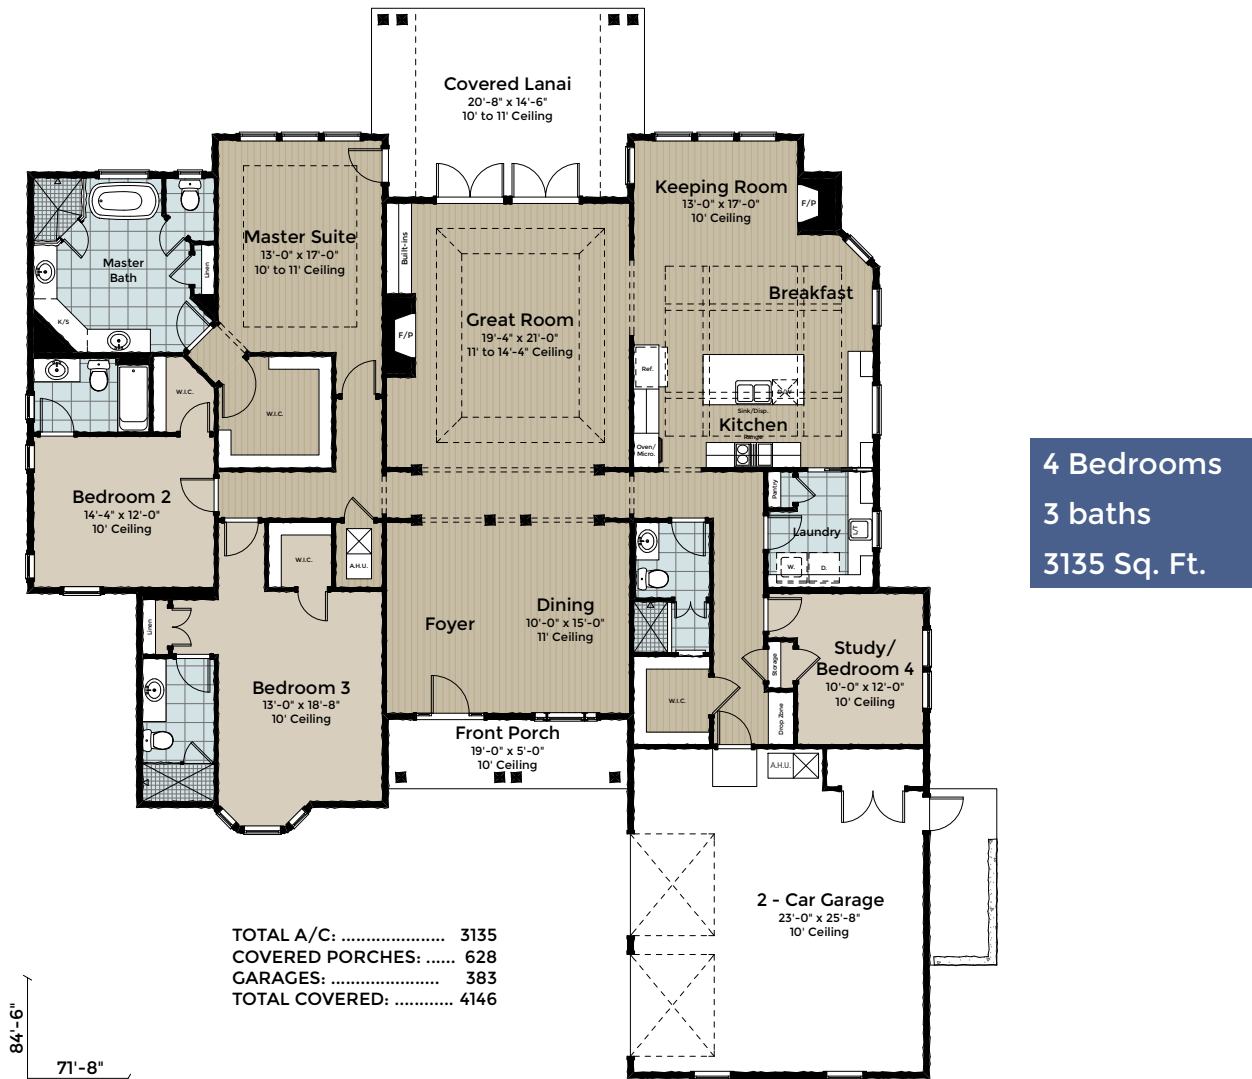 Covered Lanai
20'-8" x 14'-6"
10' to 11' Ceiling
Keeping Room
13'-0" x 17'-0"
10' Ceiling
F/P
Master Suite
13'-0" x 17'-0"
10' to 11' Ceiling
Built-ins
Master
Bath
Linen
K/S
Breakfast
Great Room
19'-4" x 21'-0"
11' to 14'-4" Ceiling
F/P
Ref.
D/W
Sink/Disp.
Kitchen
Range
Oven/
Micro.
W.I.C.
W.I.C.
Bedroom 2
14'-4" x 12'-0"
10' Ceiling
Pantry
Laundry
L/T
W.
D.
W.I.C.
A.H.U.
4 Bedrooms
3 baths
3135 Sq. Ft.
Linen
Foyer
Dining
10'-0" x 15'-0"
11' Ceiling
Study/
Bedroom 4
10'-0" x 12'-0"
10' Ceiling
Storage
Drop Zone
W.I.C.
Bedroom 3
13'-0" x 18'-8"
10' Ceiling
Front Porch
19'-0" x 5'-0"
10' Ceiling
A.H.U.
2 - Car Garage
23'-0" x 25'-8"
10' Ceiling
TOTAL A/C: ..................... 3135
COVERED PORCHES: ...... 628
GARAGES: ...................... 383
TOTAL COVERED: ............ 4146
84'-6"
71'-8"